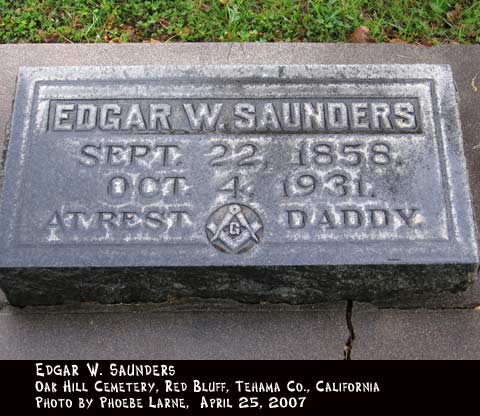 EDGAR W. SAUNDERS
SEPT. 22, 1858.
OCT. 4, 1931.
AT REST G DADDY
EDGAR W. SAUNDERS
OAK HILL CEMETERY, RED BLUFF, TEHAMA CO., CALIFORNIA
PHOTO BY PHOEBE LARNE, APRIL 25, 2007